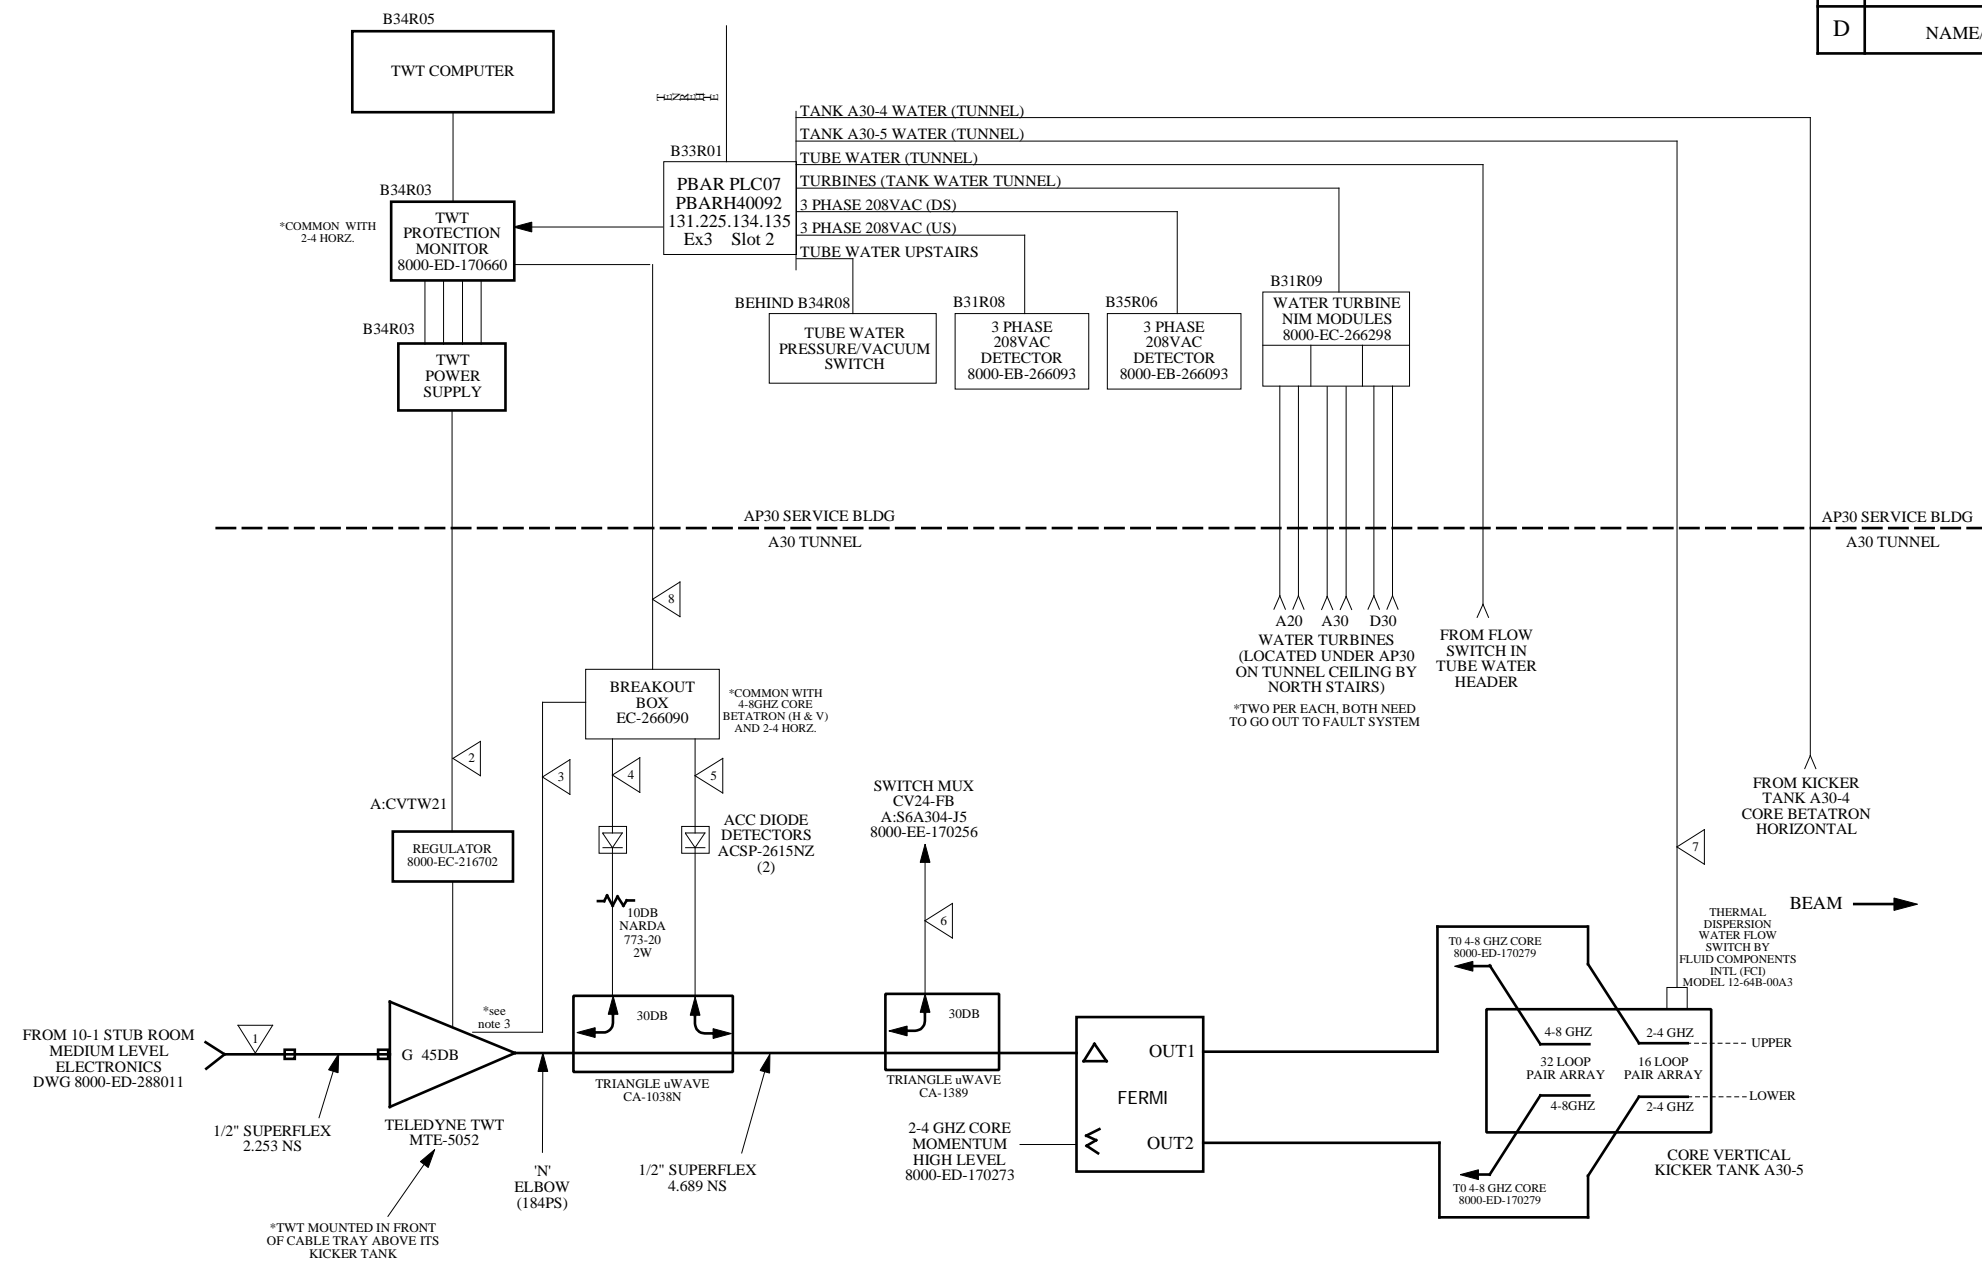 D
NAME/
B34R05
TWT COMPUTER
ETHERNET
B33R01
PBAR PLC07
PBARH40092
131.225.134.135
Ex3 Slot 2
TANK A30-4 WATER (TUNNEL)
TANK A30-5 WATER (TUNNEL)
TUBE WATER (TUNNEL)
TURBINES (TANK WATER TUNNEL)
3 PHASE 208VAC (DS)
3 PHASE 208VAC (US)
TUBE WATER UPSTAIRS
B34R03
*COMMON WITH
2-4 HORZ.
TWT
PROTECTION
MONITOR
8000-ED-170660
B34R03
TWT
POWER
SUPPLY
BEHIND B34R08
TUBE WATER
PRESSURE/VACUUM
SWITCH
B31R08
3 PHASE
208VAC
DETECTOR
8000-EB-266093
B35R06
3 PHASE
208VAC
DETECTOR
8000-EB-266093
B31R09
WATER TURBINE
NIM MODULES
8000-EC-266298
AP30 SERVICE BLDG
A30 TUNNEL
AP30 SERVICE BLDG
A30 TUNNEL
8
A20 A30 D30
WATER TURBINES
(LOCATED UNDER AP30
ON TUNNEL CEILING BY
NORTH STAIRS)
*TWO PER EACH, BOTH NEED
TO GO OUT TO FAULT SYSTEM
FROM FLOW
SWITCH IN
TUBE WATER
HEADER
BREAKOUT
BOX
EC-266090
*COMMON WITH
4-8GHZ CORE
BETATRON (H & V)
AND 2-4 HORZ.
2
3
4
5
A:CVTW21
REGULATOR
8000-EC-216702
ACC DIODE
DETECTORS
ACSP-2615NZ
(2)
SWITCH MUX
CV24-FB
A:S6A304-J5
8000-EE-170256
FROM KICKER
TANK A30-4
CORE BETATRON
HORIZONTAL
7
10DB
NARDA
773-20
2W
6
BEAM
THERMAL
DISPERSION
WATER FLOW
SWITCH BY
FLUID COMPONENTS
INTL (FCI)
MODEL 12-64B-00A3
T0 4-8 GHZ CORE
8000-ED-170279
FROM 10-1 STUB ROOM
MEDIUM LEVEL
ELECTRONICS
DWG 8000-ED-288011
1
1/2" SUPERFLEX
2.253 NS
G 45DB
*see
note 3
TELEDYNE TWT
MTE-5052
*TWT MOUNTED IN FRONT
OF CABLE TRAY ABOVE ITS
KICKER TANK
'N'
ELBOW
(184PS)
30DB
TRIANGLE uWAVE
CA-1038N
1/2" SUPERFLEX
4.689 NS
30DB
TRIANGLE uWAVE
CA-1389
2-4 GHZ CORE
MOMENTUM
HIGH LEVEL
8000-ED-170273
OUT1
FERMI
OUT2
4-8 GHZ
2-4 GHZ
UPPER
32 LOOP
PAIR ARRAY
16 LOOP
PAIR ARRAY
4-8GHZ
2-4 GHZ
LOWER
T0 4-8 GHZ CORE
8000-ED-170279
CORE VERTICAL
KICKER TANK A30-5